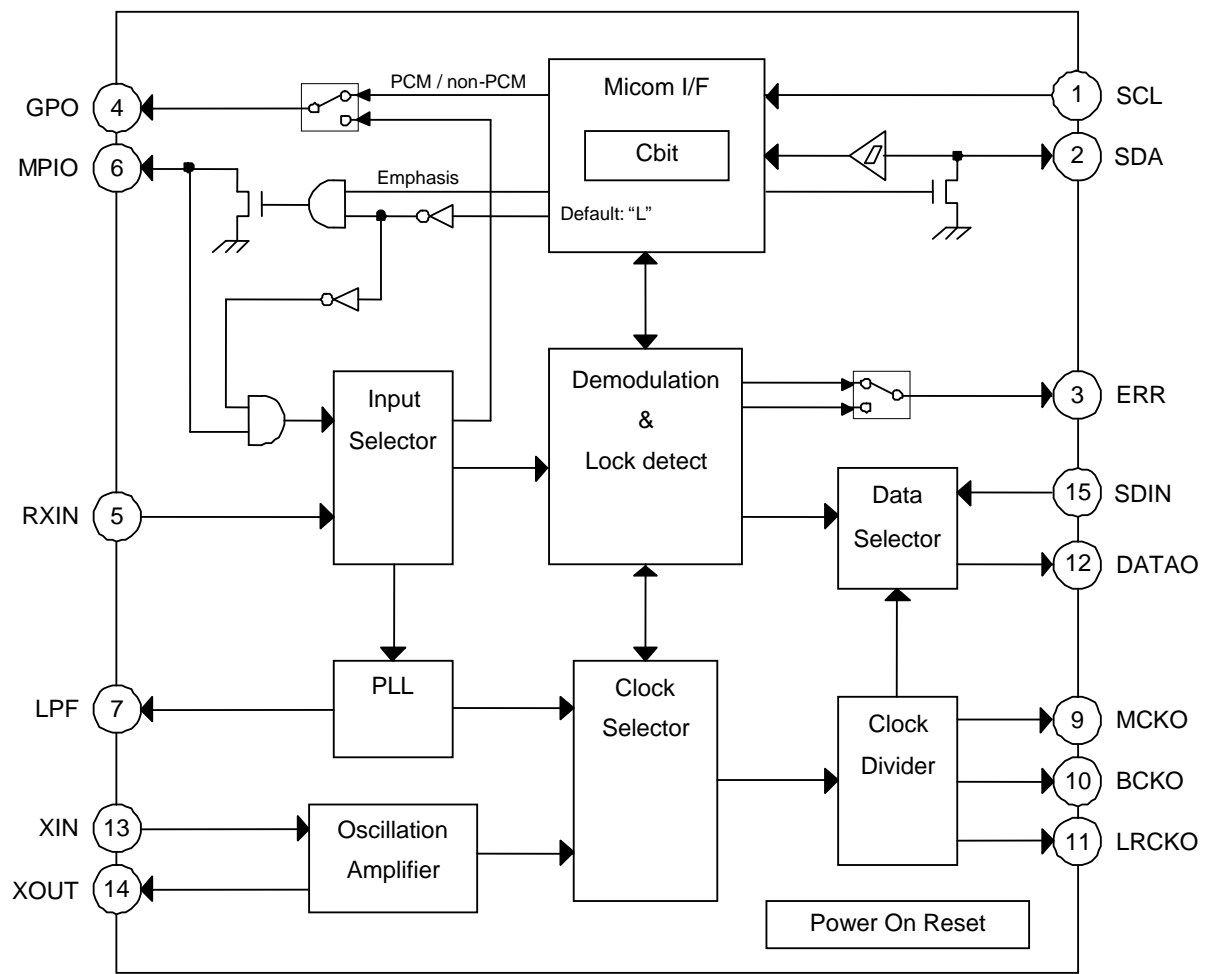 PCM / non-PCM
Micom I/F
GPO
4
1
SCL
Cbit
MPIO
6
2
SDA
Emphasis
Default: “L”
Input
Selector
Demodulation
&
Lock detect
3
ERR
RXIN
5
Data
Selector
15
SDIN
12
DATAO
LPF
7
PLL
Clock
Selector
Clock
Divider
9
MCKO
10
BCKO
XIN
13
Oscillation
Amplifier
11
LRCKO
XOUT
14
Power On Reset